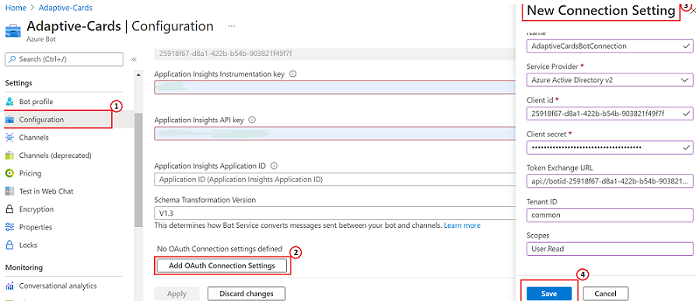 Home > Adaptive-Cards
Adaptive-Cards | Configuration ...
Azure Bot
Search (Ctrl+/)
«
Settings
Bot profile
Configuration
1
Channels
Channels (deprecated)
Pricing
Test in Web Chat
Encryption
Properties
Locks
Monitoring
Conversational analytics
25918f67-d8a1-422b-b54b-903821f49f7f
Application Insights Instrumentation key
Application Insights API key
Application Insights Application ID
Application ID (Application Insights Application ID)
Schema Transformation Version
V1.3
This determines how Bot Service converts messages sent between your bot and channels. Learn more
No OAuth Connection settings defined
2
Add OAuth Connection Settings
Apply
Discard changes
New Connection Setting
3
Name
AdaptiveCardsBotConnection
Service Provider *
Azure Active Directory v2
Client id *
25918f67-d8a1-422b-b54b-903821f49f7f
Client secret *
Token Exchange URL
api://botid-25918f67-d8a1-422b-b54b-903821...
Tenant ID
common
Scopes
User.Read
4
Save
Cancel